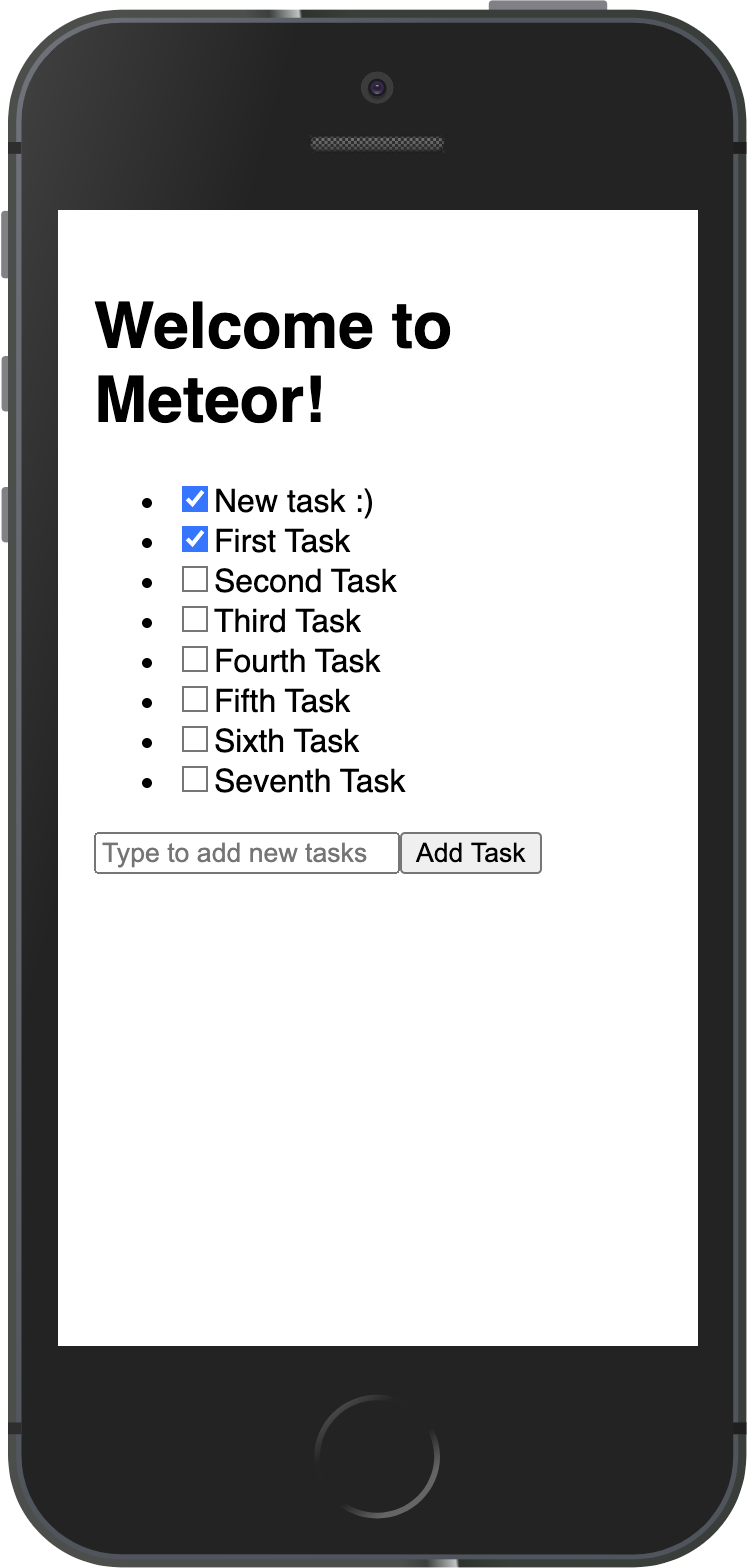 Welcome to
Meteor!
New task :)
First Task
Second Task
Third Task
Fourth Task
Fifth Task
Sixth Task
Seventh Task
Type to add new tasks Add Task